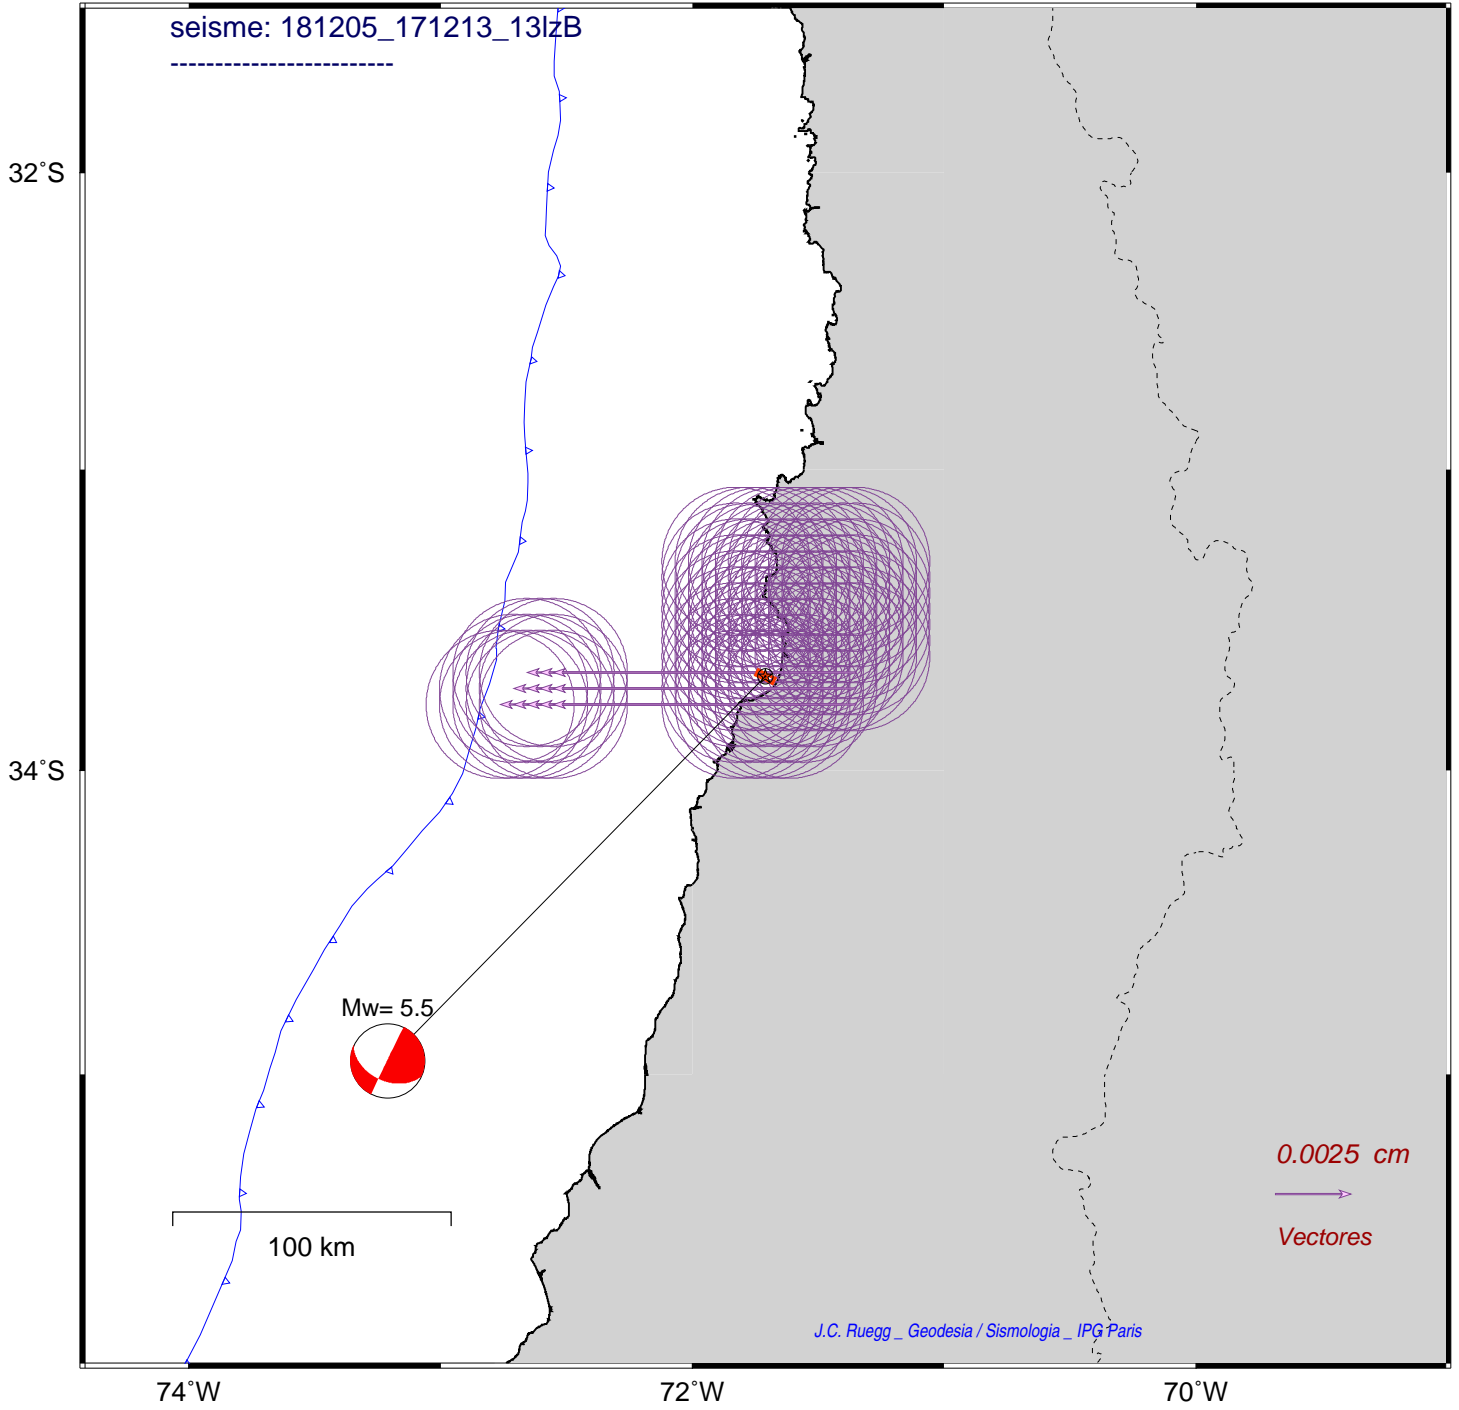 seisme: 181205_171213_13IzB
-------------------------
32°S
34°S
Mw= 5.5
0.0025 cm
Vectores
100 km
J.C. Ruegg _ Geodesia / Sismologia _ IPG Paris
74°W
72°W
70°W